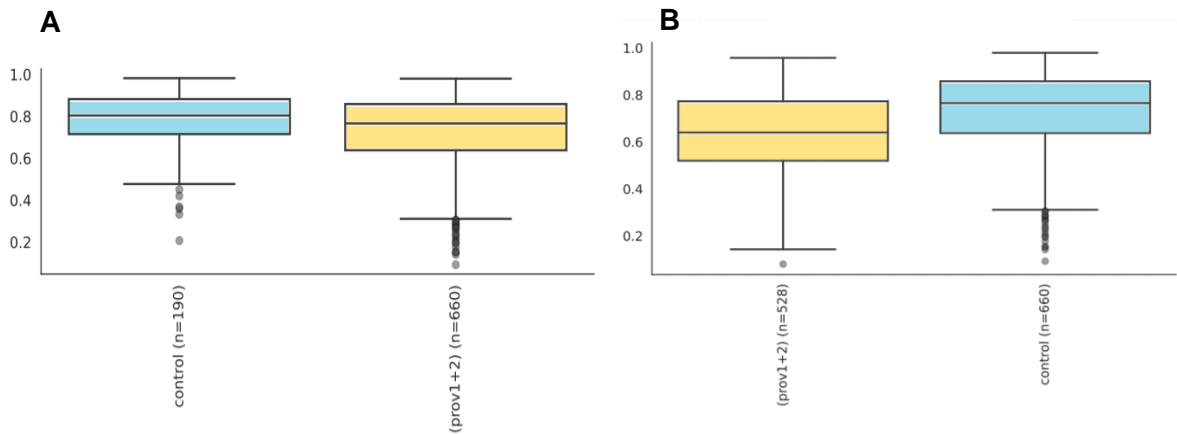 A
1.0
0.8
0.6
0.4
0.2
control (n=190)
(prov1+2) (n=660)
B
1.0
0.8
0.6
0.4
0.2
(prov1+2) (n=528)
control (n=660)